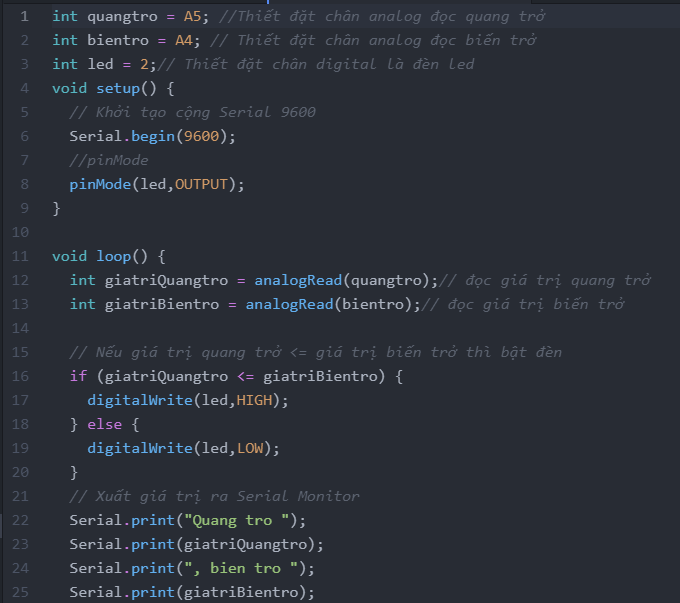 1 int quangtro = A5; //Thiết đặt chân analog đọc quang trở
2 int bientro = A4; // Thiết đặt chân analog đọc biến trở
3 int led = 2;// Thiết đặt chân digital là đèn led
4 void setup() {
5 // Khởi tạo cộng Serial 9600
6 Serial.begin(9600);
7 //pinMode
8 pinMode(led,OUTPUT);
9 }
10
11 void loop() {
12 int giatriQuangtro = analogRead(quangtro);// đọc giá trị quang trở
13 int giatriBientro = analogRead(bientro);// đọc giá trị biến trở
14
15 // Nếu giá trị quang trở <= giá trị biến trở thì bật đèn
16 if (giatriQuangtro <= giatriBientro) {
17 digitalWrite(led,HIGH);
18 } else {
19 digitalWrite(led,LOW);
20 }
21 // Xuất giá trị ra Serial Monitor
22 Serial.print("Quang tro ");
23 Serial.print(giatriQuangtro);
24 Serial.print(", bien tro ");
25 Serial.print(giatriBientro);